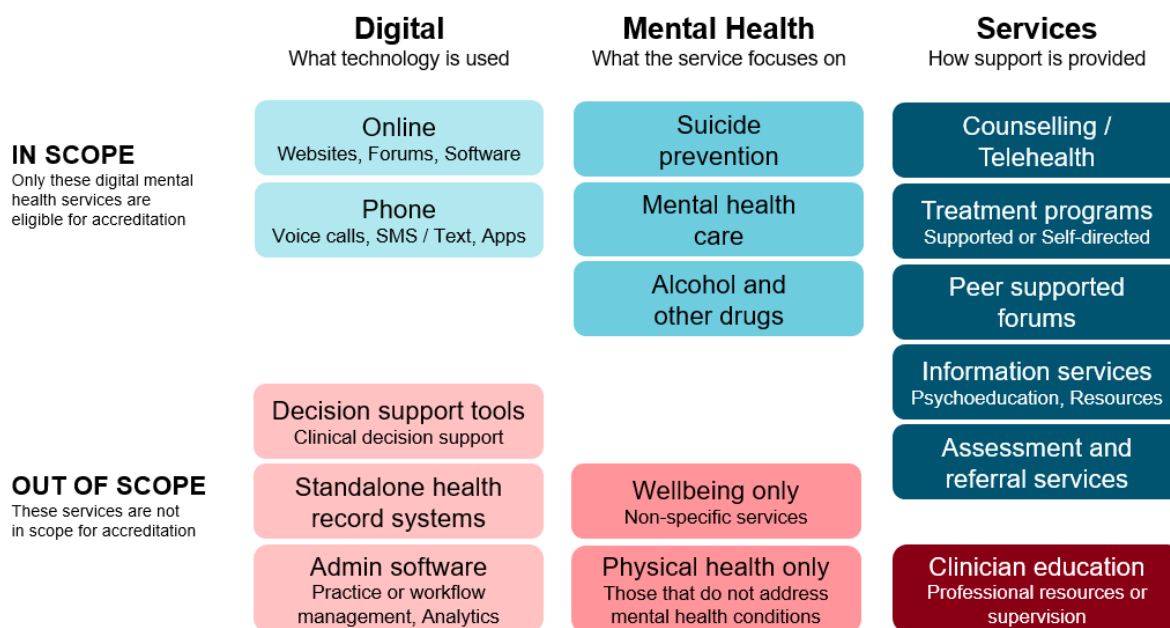 Digital
What technology is used
Mental Health
What the service focuses on
Services
How support is provided
IN SCOPE
Only these digital mental
health services are
eligible for accreditation
Online
Websites, Forums, Software
Phone
Voice calls, SMS / Text, Apps
Suicide
prevention
Mental health
care
Alcohol and
other drugs
Counselling /
Telehealth
Treatment programs
Supported or Self-directed
Peer supported
forums
Information services
Psychoeducation, Resources
Assessment and
referral services
OUT OF SCOPE
These services are not
in scope for accreditation
Decision support tools
Clinical decision support
Standalone health
record systems
Admin software
Practice or workflow
management, Analytics
Wellbeing only
Non-specific services
Physical health only
Those that do not address
mental health conditions
Clinician education
Professional resources or
supervision